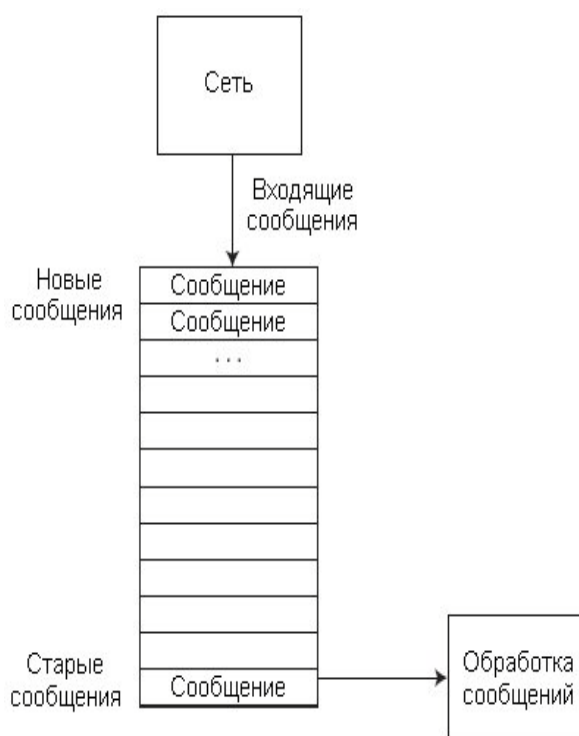 Сеть
Входящие
сообщения
Новые
сообщения
Сообщение
Сообщение
...
Старые
сообщения
Сообщение
Обработка
сообщений